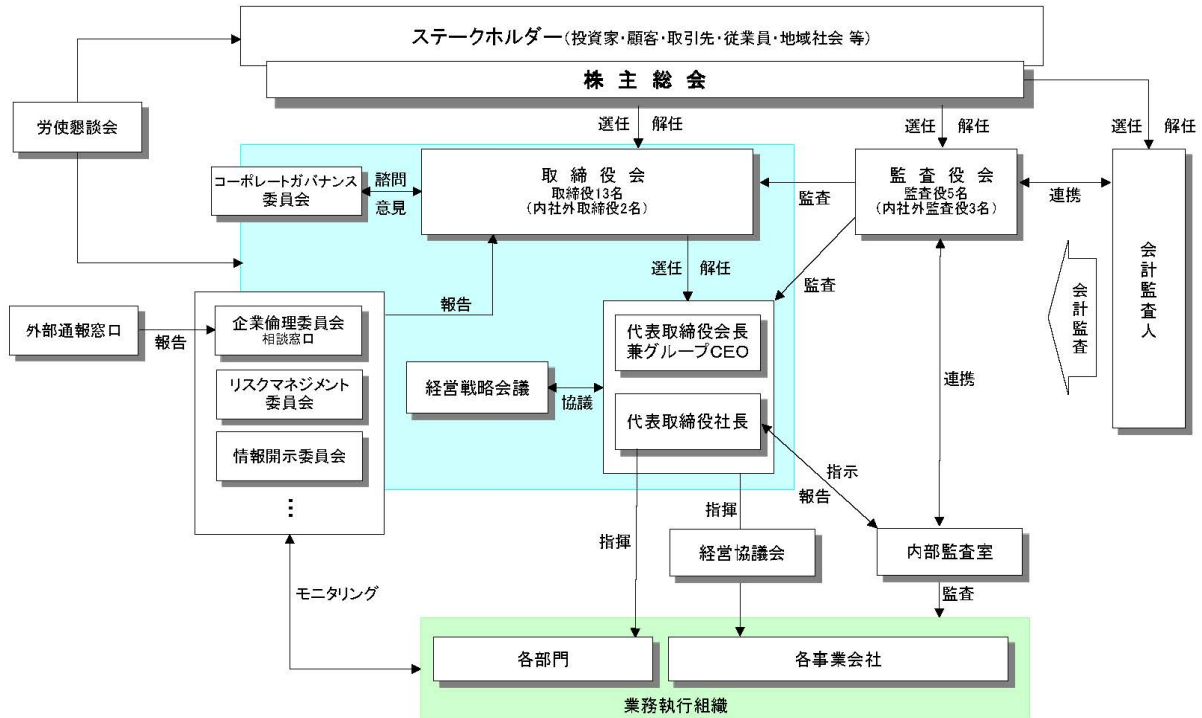 ステークホルダー(投資家・顧客・取引先・従業員・地域社会 等)
株主総会
労使懇談会
選任 解任
選任 解任
選任 解任
コーポレートガバナンス
委員会
諮問
意見
取締役会
取締役13名
(内社外取締役2名)
監査
監査役会
監査役5名
(内社外監査役3名)
連携
会計監査人
会計監査
選任 解任
監査
報告
外部通報窓口
報告
企業倫理委員会
相談窓口
リスクマネジメント
委員会
情報開示委員会
⋮
経営戦略会議
協議
代表取締役会長
兼グループCEO
代表取締役社長
連携
指示
報告
指揮
指揮
経営協議会
内部監査室
監査
モニタリング
各部門
各事業会社
業務執行組織